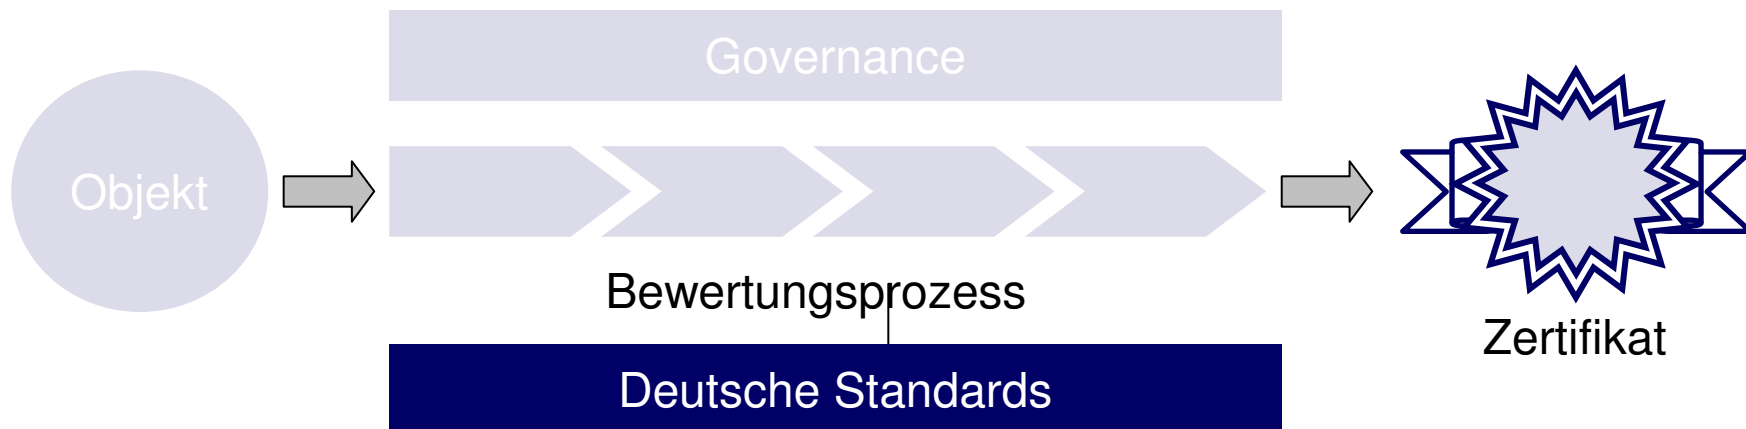 Governance
Objekt
Bewertungsprozess
Zertifikat
Deutsche Standards